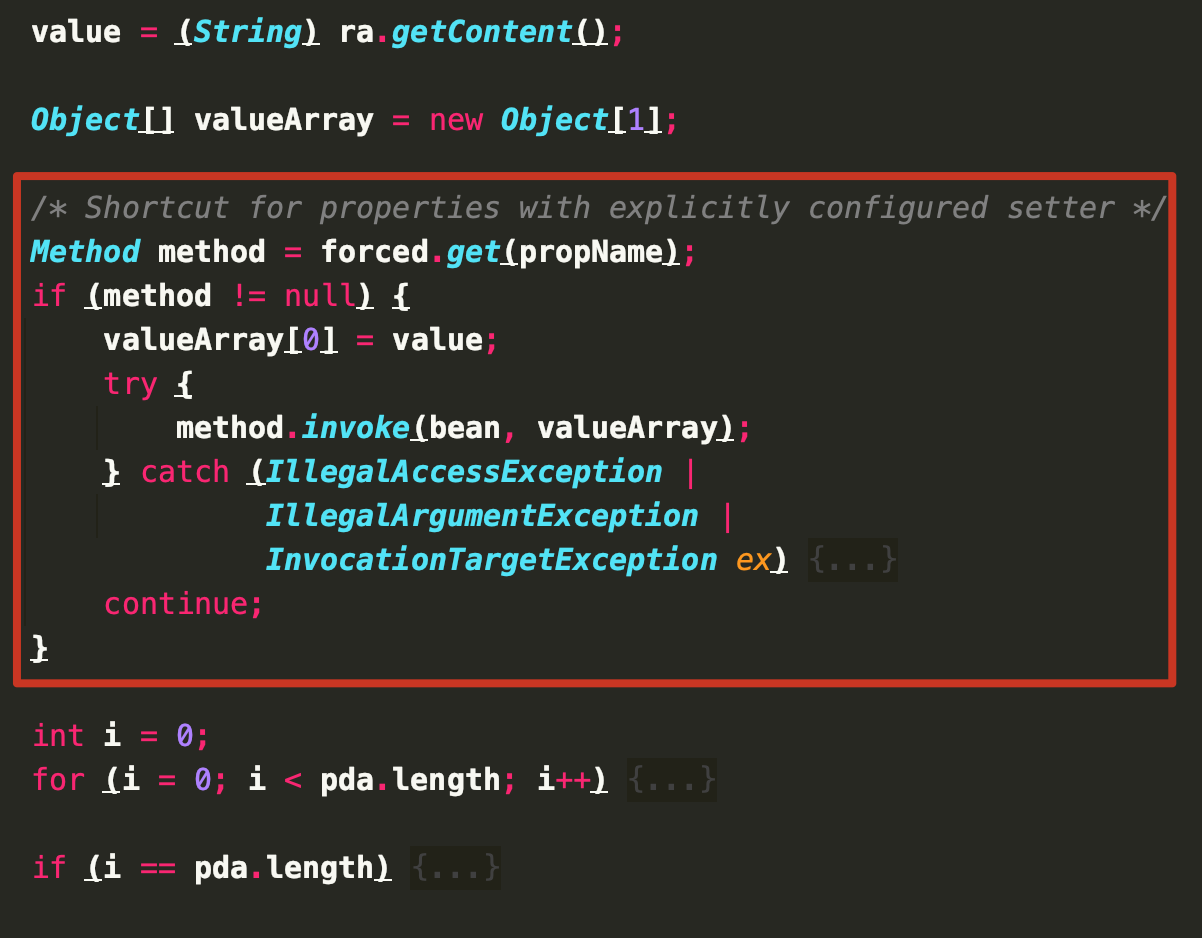 value = (String) ra.getContent();
Object[] valueArray = new Object[1];
/* Shortcut for properties with explicitly configured setter */
Method method = forced.get(propName);
if (method != null) {
valueArray[0] = value;
try {
method.invoke(bean, valueArray);
} catch (IllegalAccessException |
IllegalArgumentException |
InvocationTargetException ex) {...}
continue;
}
int i = 0;
for (i = 0; i < pda.length; i++) {...}
if (i == pda.length) {...}